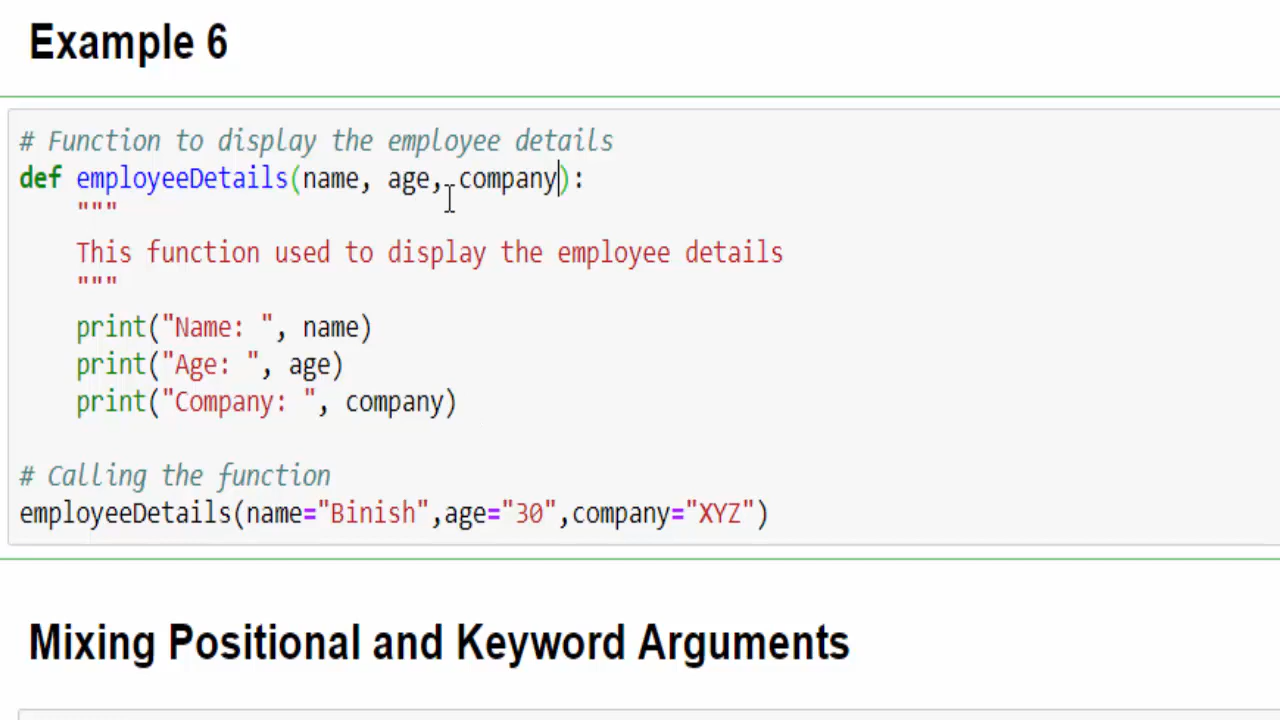 Example 6
# Function to display the employee details
def employeeDetails(name, age, company):
    """
    This function used to display the employee details
    """
    print("Name: ", name)
    print("Age: ", age)
    print("Company: ", company)
# Calling the function
employeeDetails(name="Binish",age="30",company="XYZ")
Mixing Positional and Keyword Arguments